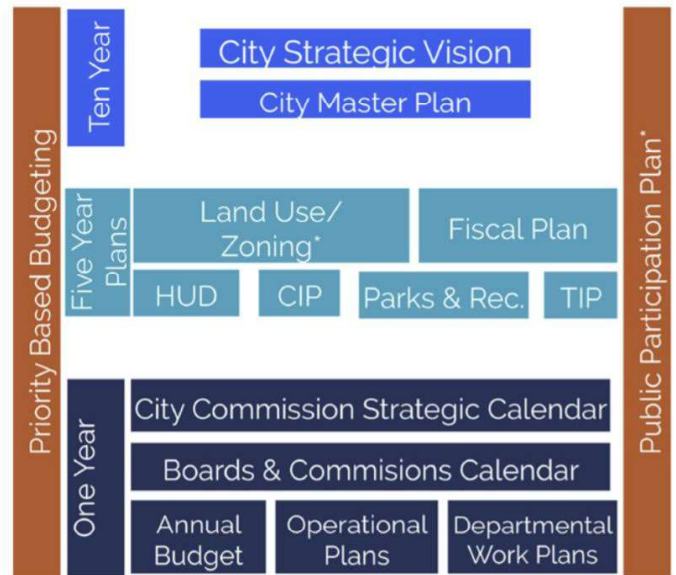 Priority Based Budgeting
Ten Year
City Strategic Vision
City Master Plan
Five Year
Plans
Land Use/
Zoning*
Fiscal Plan
HUD
CIP
Parks & Rec.
TIP
One Year
City Commission Strategic Calendar
Boards & Commisions Calendar
Annual
Budget
Operational
Plans
Departmental
Work Plans
Public Participation Plan*